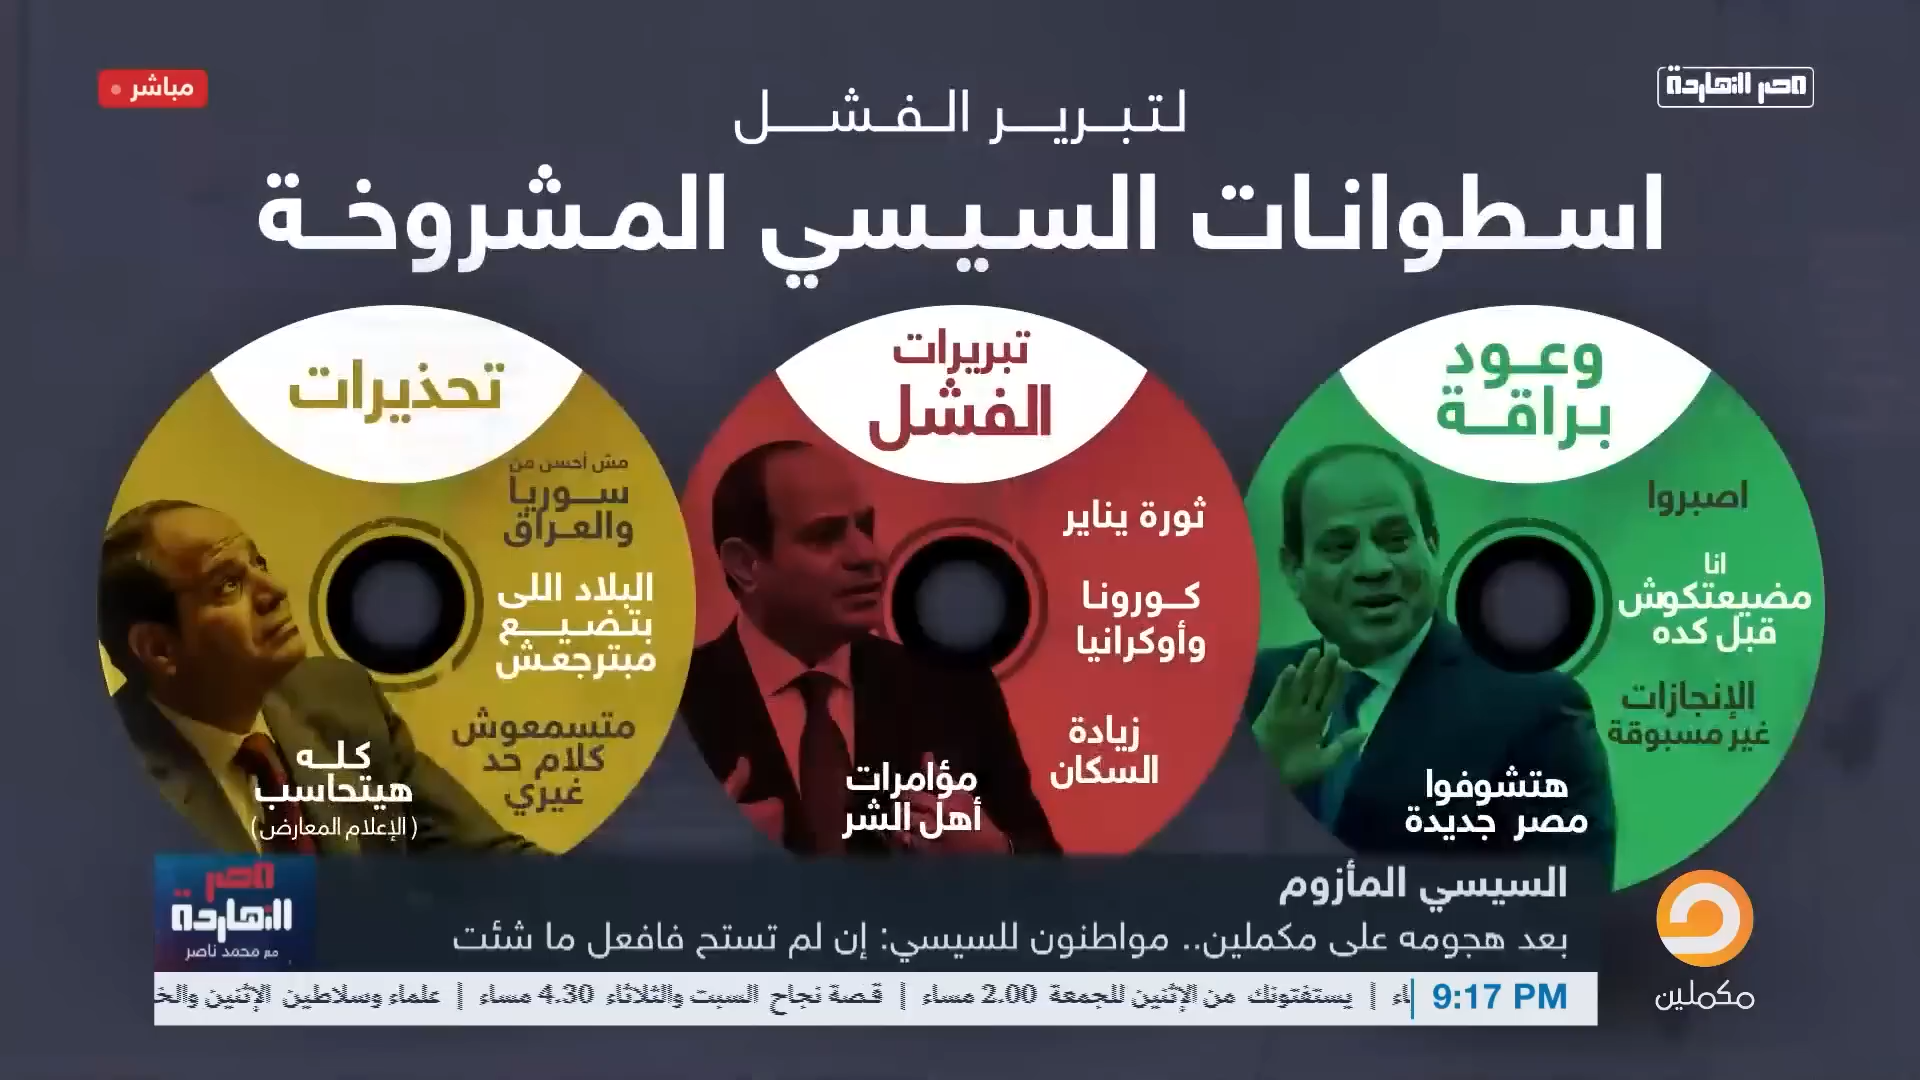 مباشر
مصر النهاردة
لتبرير الفشل
اسطوانات السيسي المشروخة
وعود
براقة
اصبروا
انا
مضيعتكوش
قبل كده
الإنجازات
غير مسبوقة
هتشوفوا
مصر جديدة
تبريرات
الفشل
ثورة يناير
كورونا
وأوكرانيا
زيادة
السكان
مؤامرات
أهل الشر
تحذيرات
مش أحسن من
سوريا
والعراق
البلاد اللى
بتضيع
مبترجعش
متسمعوش
كلام حد
غيري
كله
هيتحاسب
(الإعلام المعارض)
السيسي المأزوم
بعد هجومه على مكملين.. مواطنون للسيسي: إن لم تستح فافعل ما شئت
مصر
النهاردة
مع محمد ناصر
9:17 PM
| يستفتونك من الإثنين للجمعة 2.00 مساء | قصة نجاح السبت والثلاثاء 4.30 مساء | علماء وسلاطين الإثنين
مكملين